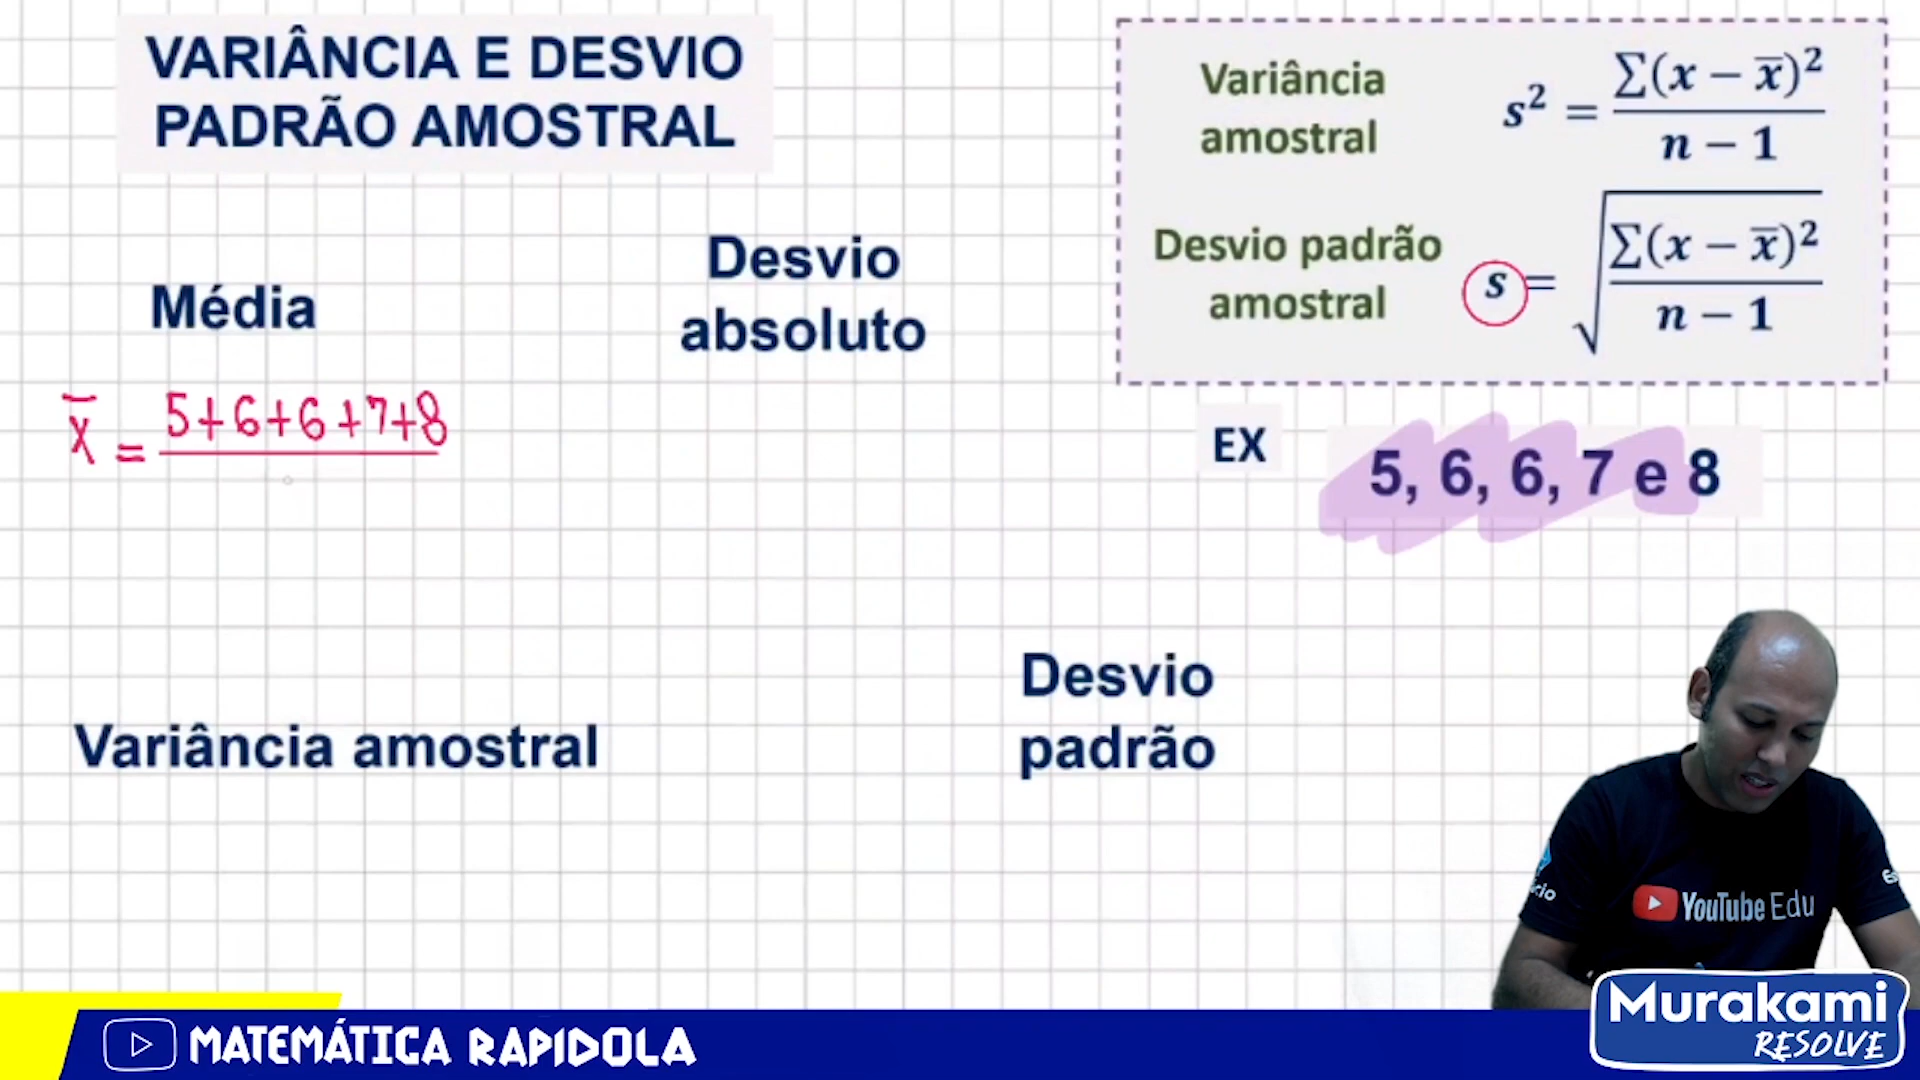 VARIÂNCIA E DESVIO
PADRÃO AMOSTRAL
Variância
amostral
s² = ∑(x − x̅)² / n − 1
Desvio padrão
amostral
s = √ ∑(x − x̅)² / n − 1
Média
Desvio
absoluto
x̅ = 5+6+6+7+8
EX
5, 6, 6, 7 e 8
Variância amostral
Desvio
padrão
YouTube Edu
MATEMÁTICA RAPIDOLA
Murakami
RESOLVE